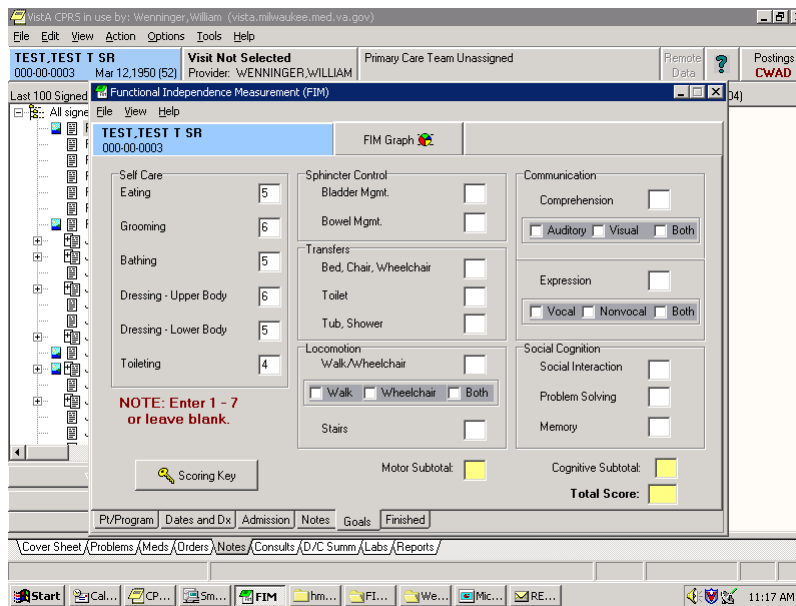 VistA CPRS in use by: Wenninger,William (vista.milwaukee.med.va.gov)
File Edit View Action Options Tools Help
TEST,TEST T SR
000-00-0003 Mar 12,1950 (52)
Visit Not Selected
Provider: WENNINGER,WILLIAM
Primary Care Team Unassigned
Remote Data
?
Postings
CWAD
Last 100 Signed
All signe
Functional Independence Measurement (FIM)
File View Help
TEST,TEST T SR
000-00-0003
FIM Graph
Self Care
Eating 5
Grooming 6
Bathing 5
Dressing - Upper Body 6
Dressing - Lower Body 5
Toileting 4
NOTE: Enter 1 - 7
or leave blank.
Scoring Key
Sphincter Control
Bladder Mgmt.
Bowel Mgmt.
Transfers
Bed, Chair, Wheelchair
Toilet
Tub, Shower
Locomotion
Walk/Wheelchair
Walk Wheelchair Both
Stairs
Motor Subtotal:
Communication
Comprehension
Auditory Visual Both
Expression
Vocal Nonvocal Both
Social Cognition
Social Interaction
Problem Solving
Memory
Cognitive Subtotal:
Total Score:
Pt/Program Dates and Dx Admission Notes Goals Finished
Cover Sheet Problems Meds Orders Notes Consults D/C Summ Labs Reports
Start Cal... CP... Sm... FIM hm... FI... We... Mic... RE... 11:17 AM